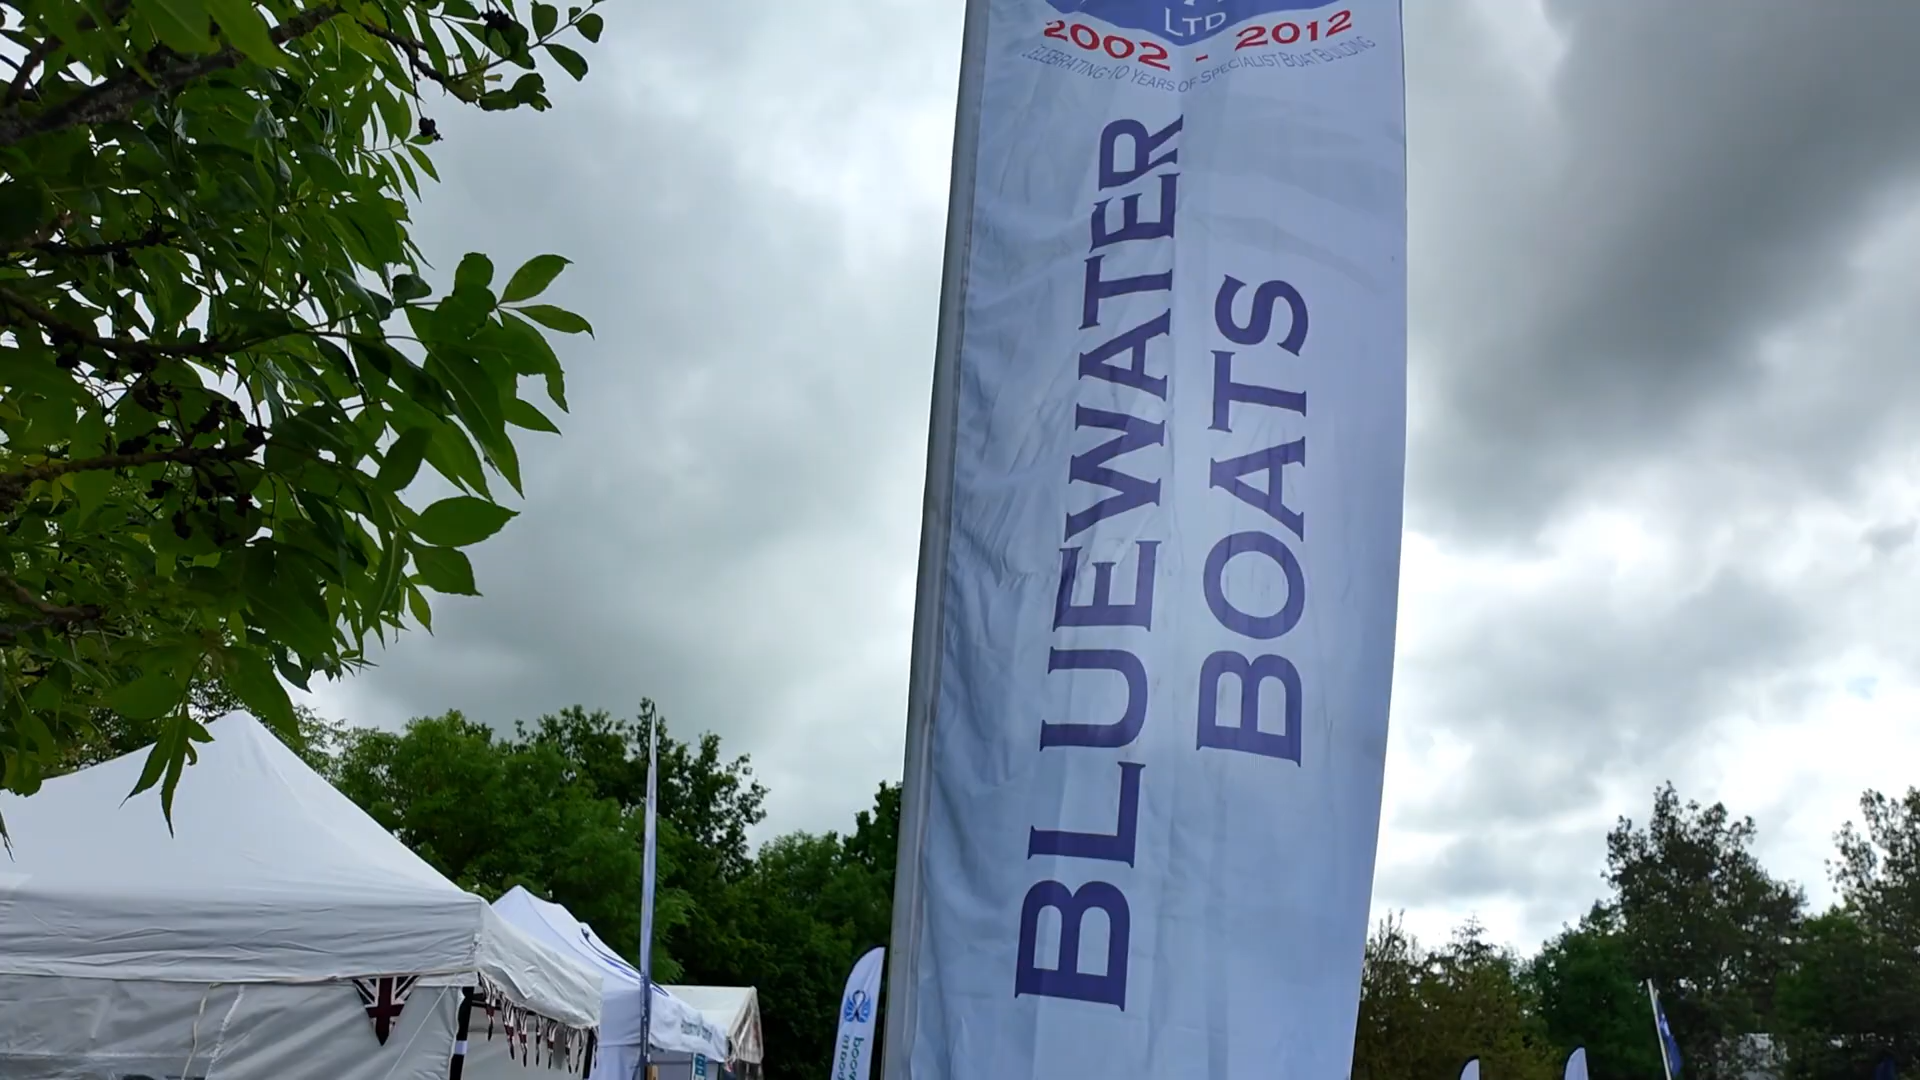 LTD
2002 - 2012
CELEBRATING 10 YEARS OF SPECIALIST BOAT BUILDING
BLUEWATER
BOATS